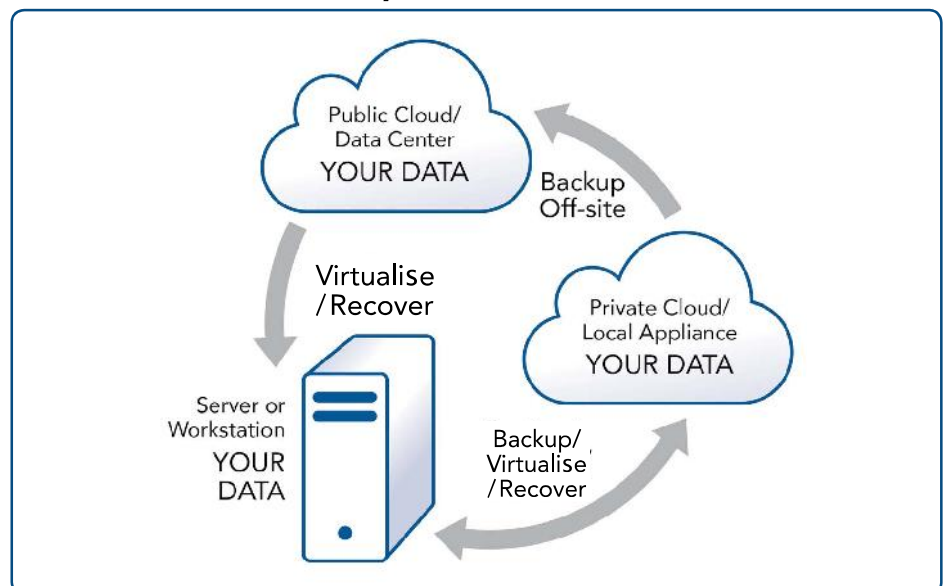 Public Cloud/
Data Center
YOUR DATA
Backup
Off-site
Virtualise
/Recover
Private Cloud/
Local Appliance
YOUR DATA
Server or
Workstation
YOUR
DATA
Backup/
Virtualise
/Recover